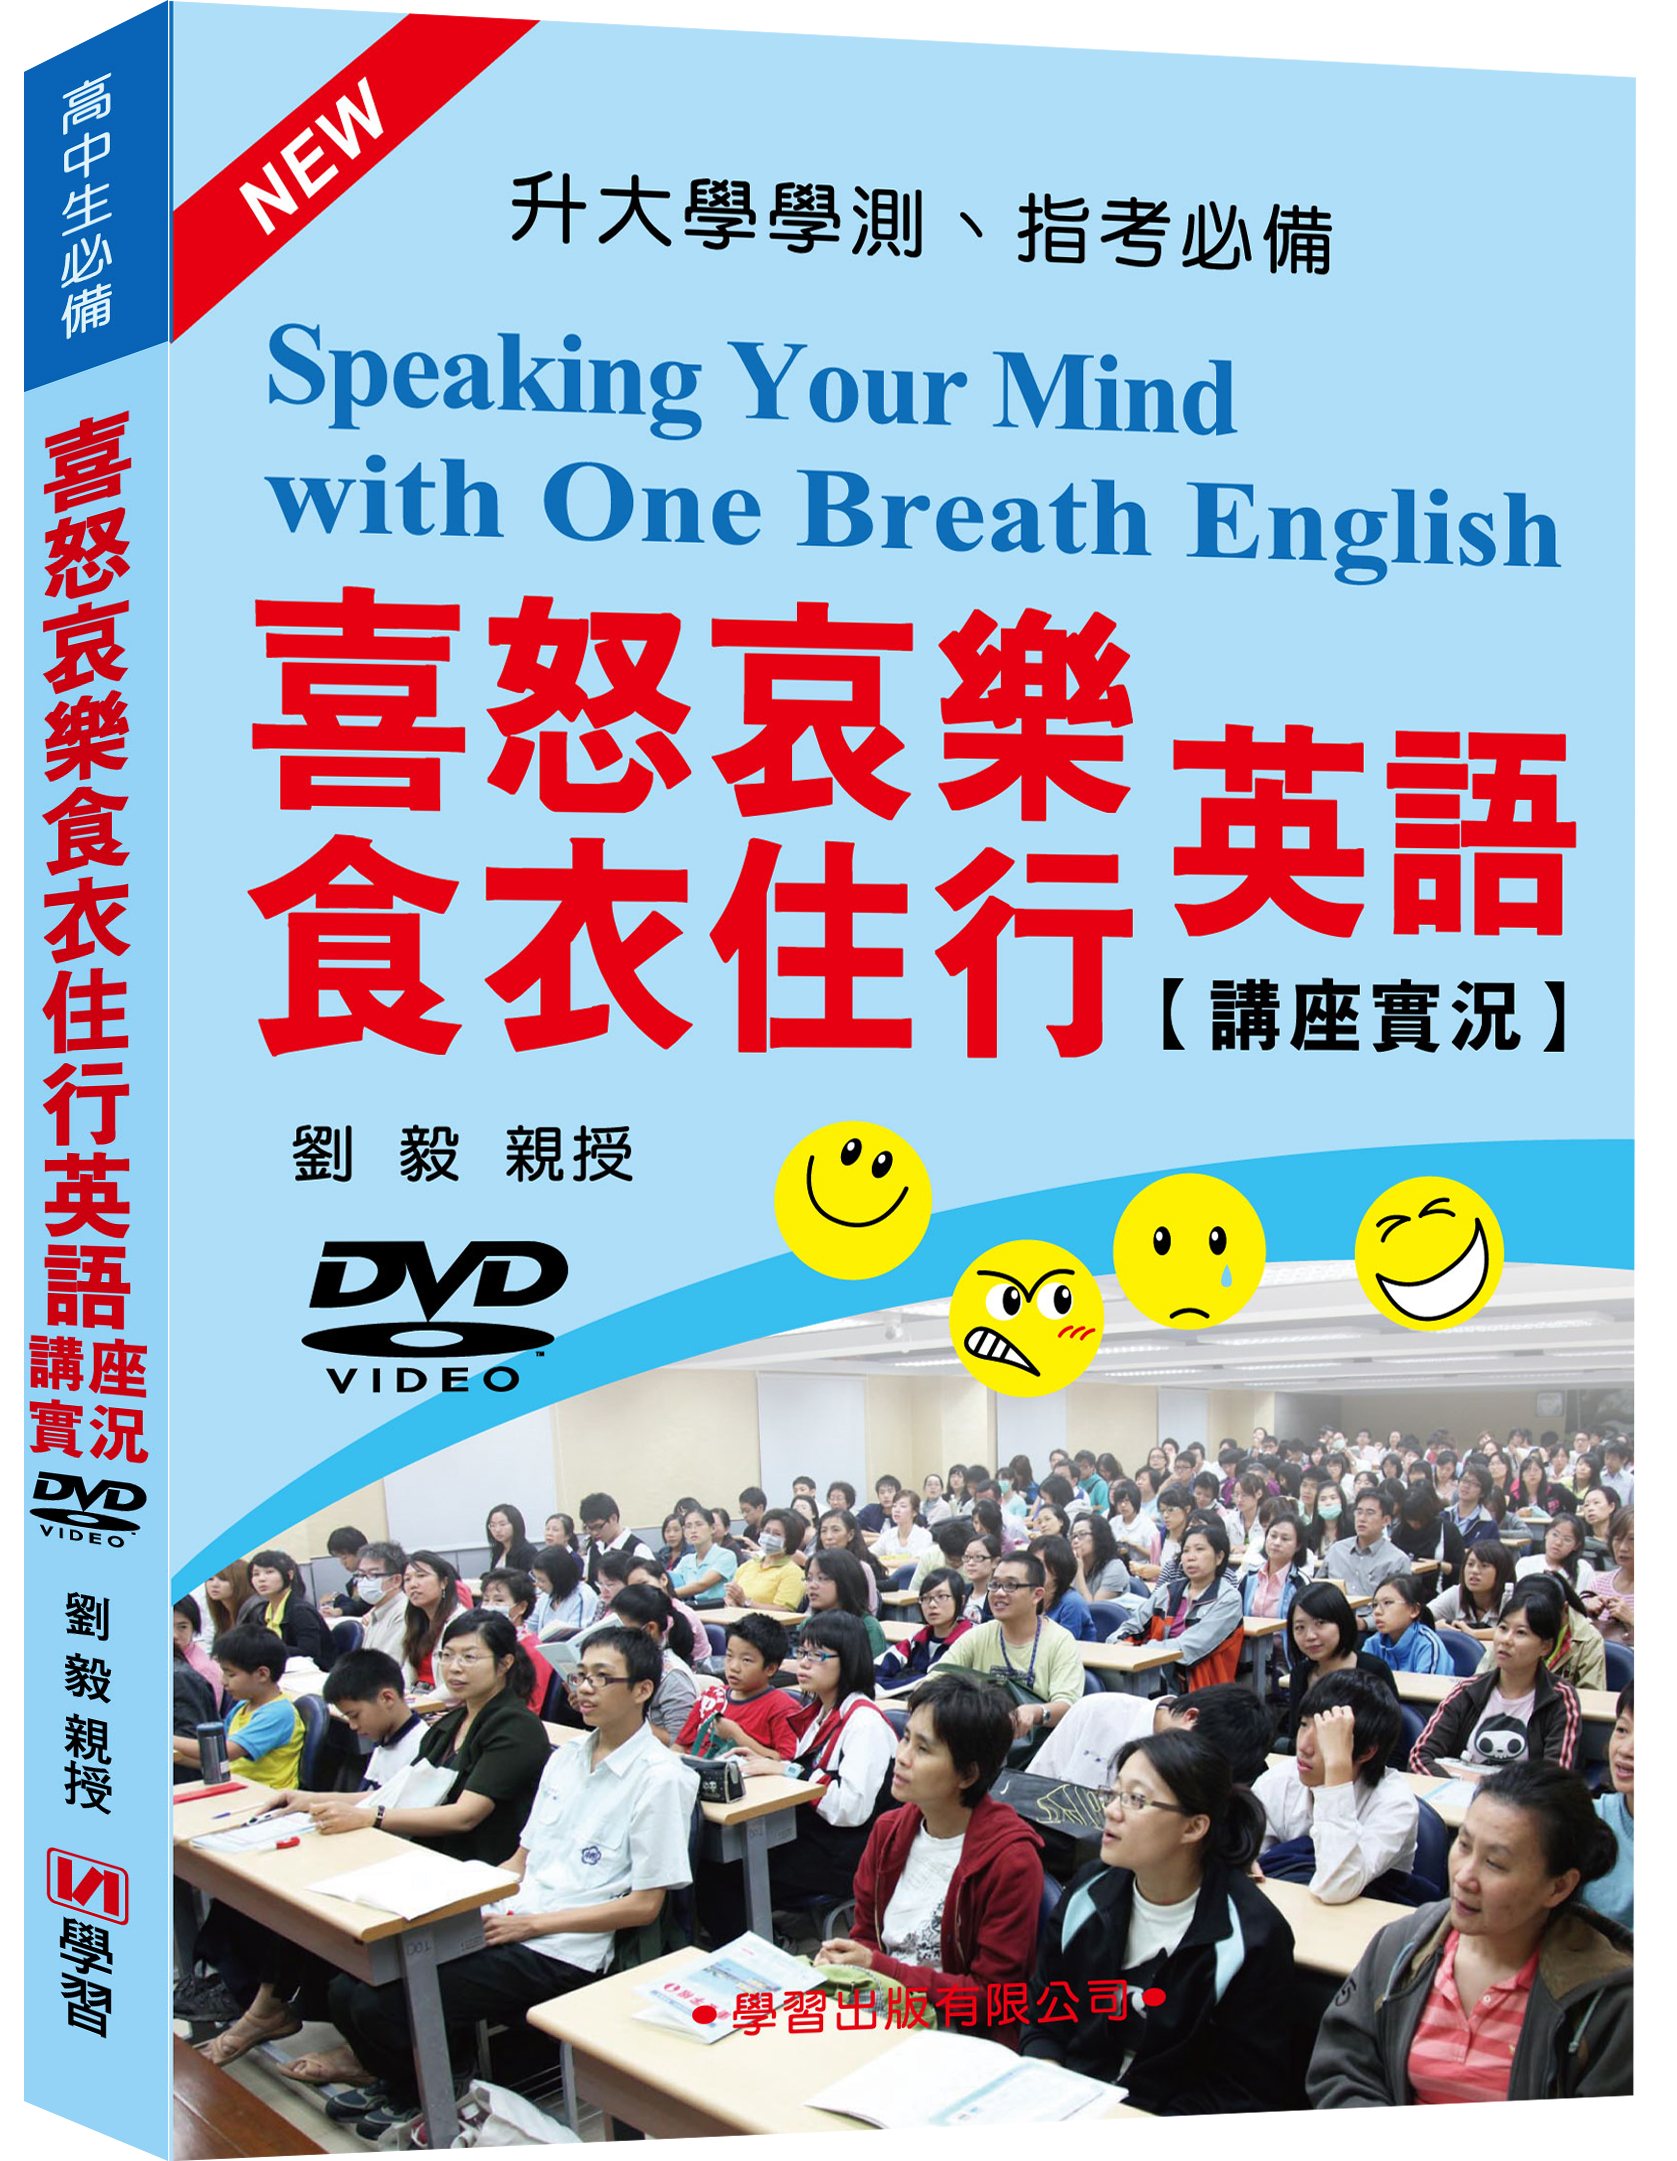 高中生必備
喜怒哀樂食衣住行英語
講座
實況
DVD
VIDEO
劉毅親授
學習
NEW
升大學學測、指考必備
Speaking Your Mind
with One Breath English
喜怒哀樂
食衣住行
英語
【講座實況】
劉 毅 親授
DVD
VIDEO
TM
•學習出版有限公司•